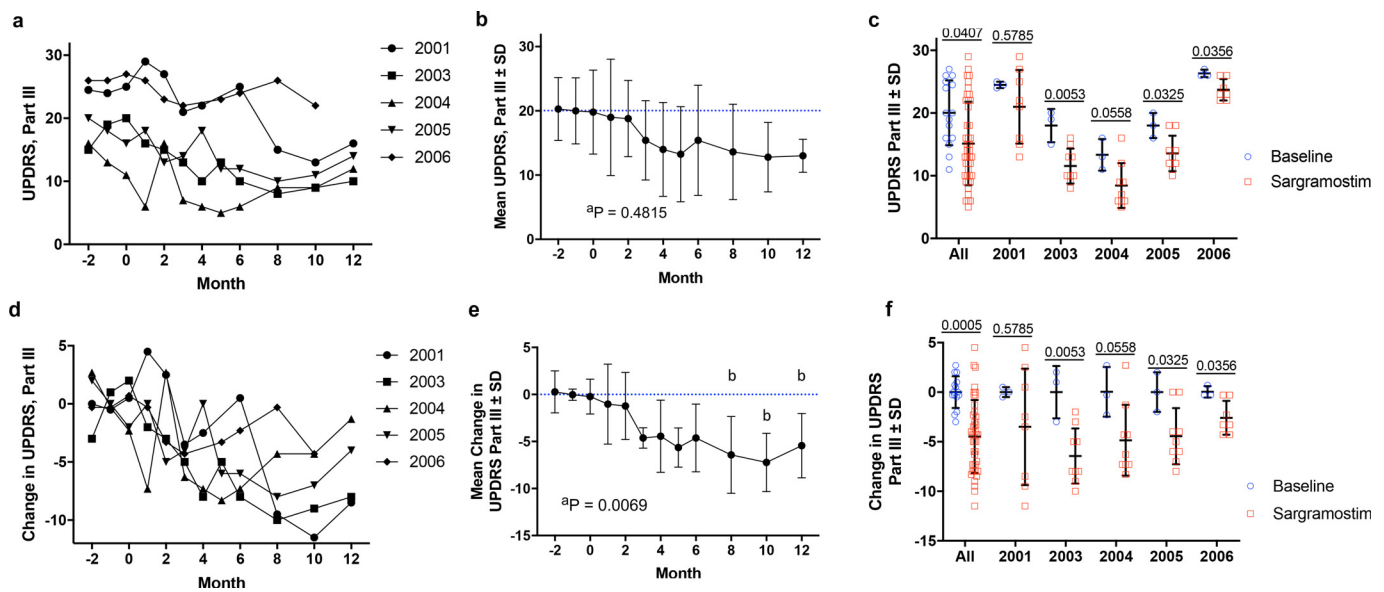 a
UPDRS, Part III
30
20
10
0
-2 0 2 4 6 8 10 12
Month
2001
2003
2004
2005
2006
b
Mean UPDRS, Part III ± SD
30
20
10
0
aP = 0.4815
-2 0 2 4 6 8 10 12
Month
c
UPDRS Part III ± SD
30
20
10
0
0.0407
0.5785
0.0053
0.0558
0.0325
0.0356
All 2001 2003 2004 2005 2006
Baseline
Sargramostim
d
Change in UPDRS, Part III
5
0
-5
-10
-2 0 2 4 6 8 10 12
Month
2001
2003
2004
2005
2006
e
Mean Change in
UPDRS Part III ± SD
5
0
-5
-10
-15
b
b
b
aP = 0.0069
-2 0 2 4 6 8 10 12
Month
f
Change in UPDRS
Part III ± SD
5
0
-5
-10
-15
0.0005
0.5785
0.0053
0.0558
0.0325
0.0356
All 2001 2003 2004 2005 2006
Baseline
Sargramostim